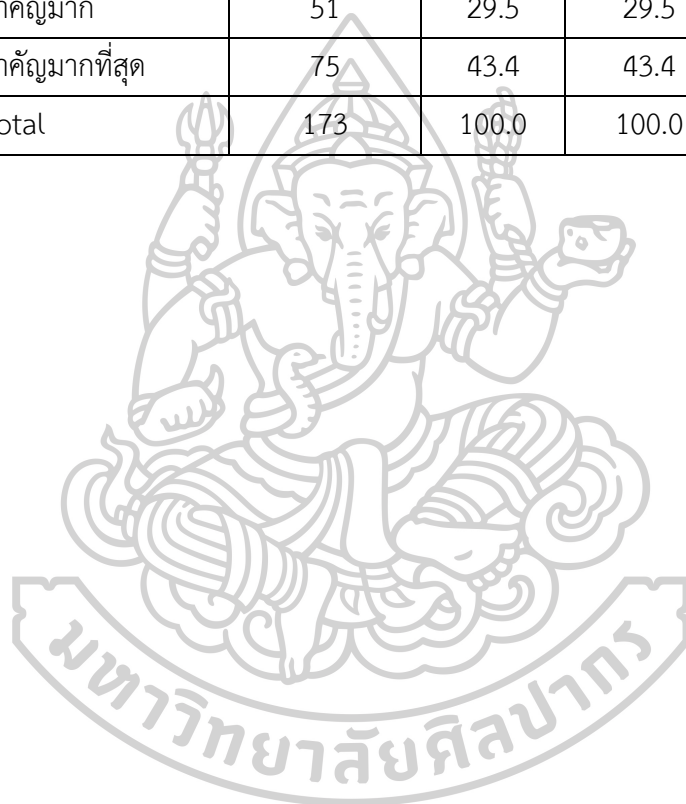 าคัญมาก 51 29.5 29.5
าคัญมากที่สุด 75 43.4 43.4
otal 173 100.0 100.0
มหาวิทยาลัยศิลปากร